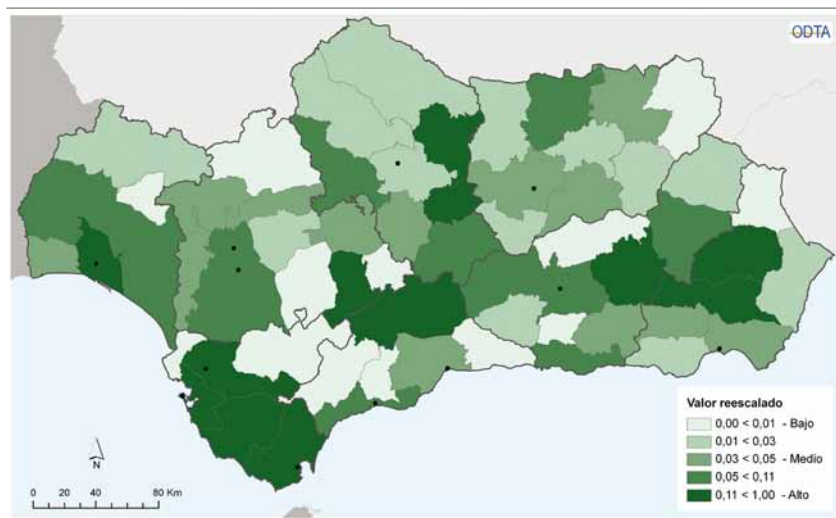 ODTA
Valor reescalado
0,00 < 0,01 - Bajo
0,01 < 0,03
0,03 < 0,05 - Medio
0,05 < 0,11
0,11 < 1,00 - Alto
N
0 20 40 80 Km